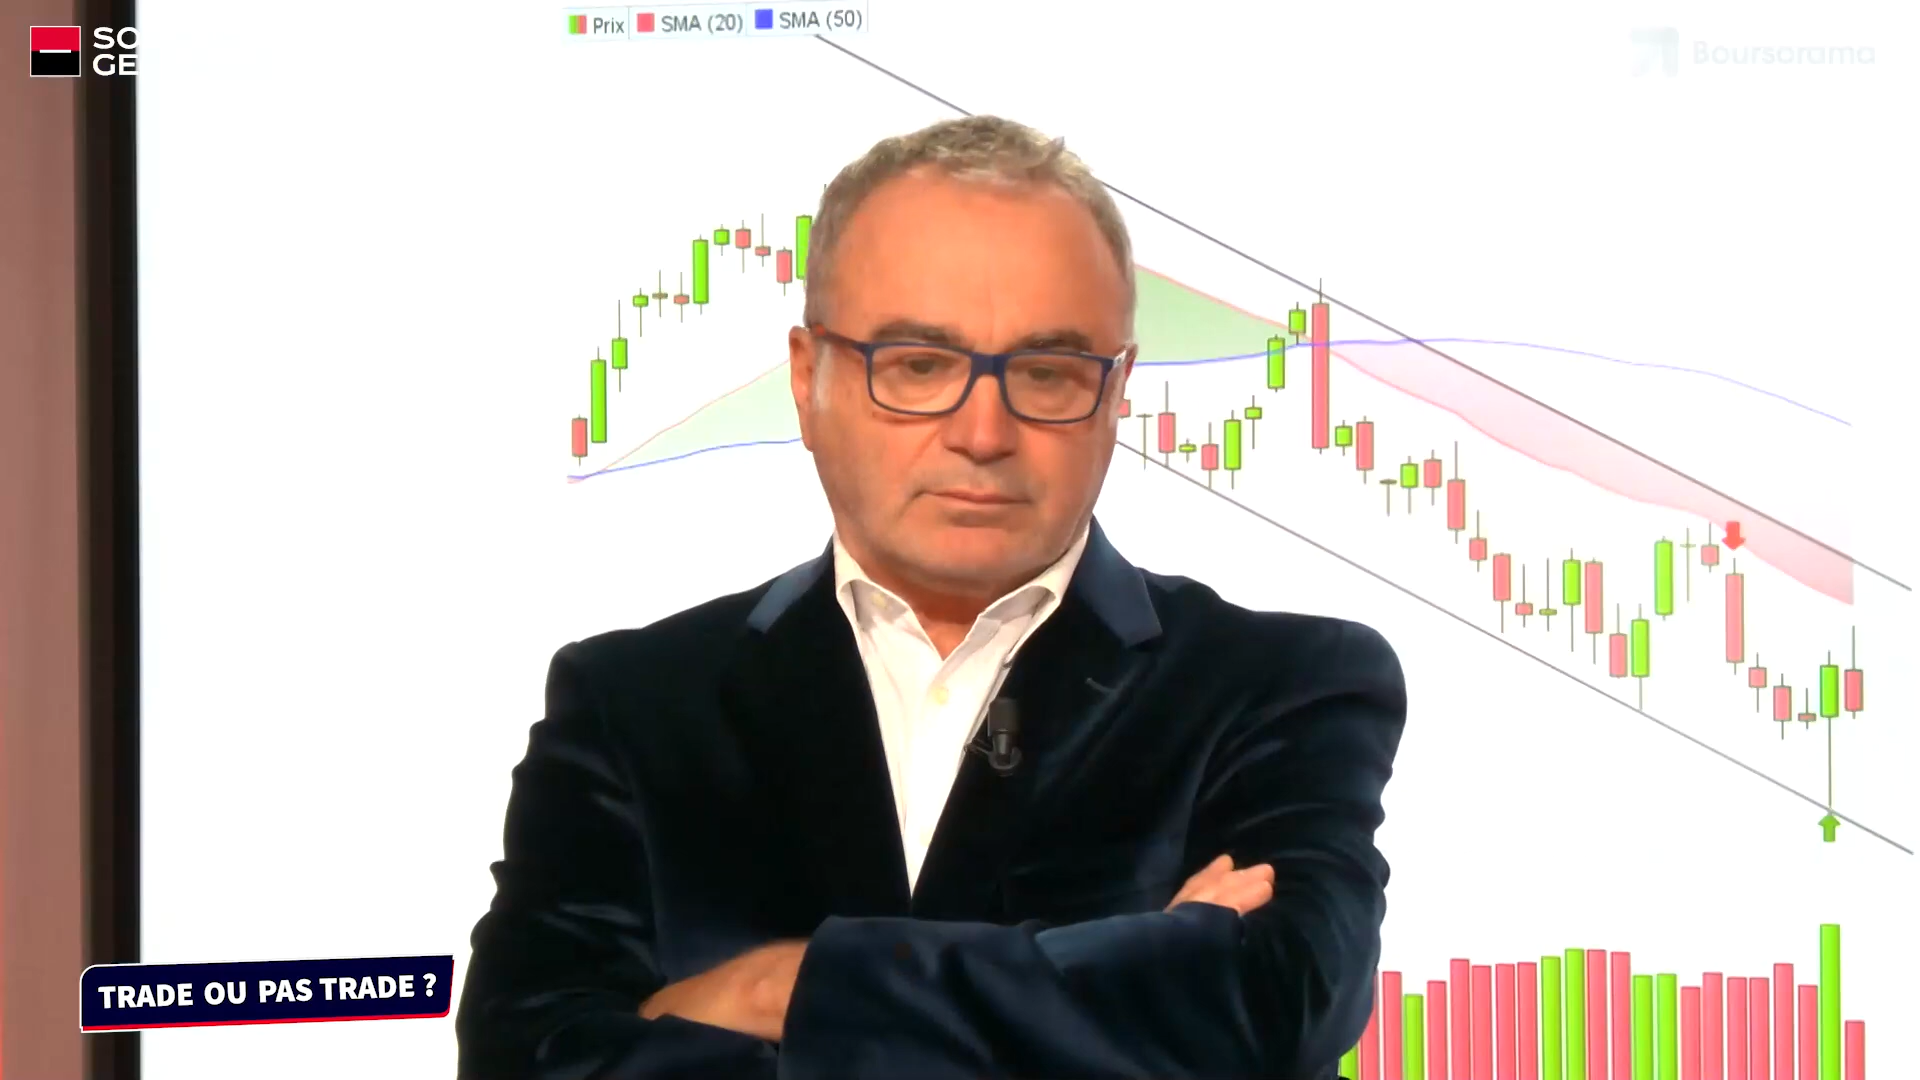 SO
GE
Prix
SMA (20)
SMA (50)
Boursorama
TRADE OU PAS TRADE ?